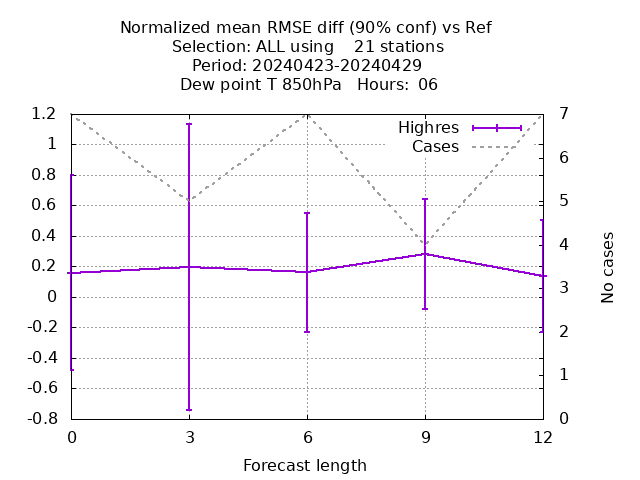 Normalized mean RMSE diff (90% conf) vs Ref
Selection: ALL using    21 stations
Period: 20240423-20240429
Dew point T 850hPa   Hours:  06
Highres
Cases
1.2
1
0.8
0.6
0.4
0.2
0
-0.2
-0.4
-0.6
-0.8
7
6
5
4
3
2
1
0
No cases
0 3 6 9 12
Forecast length